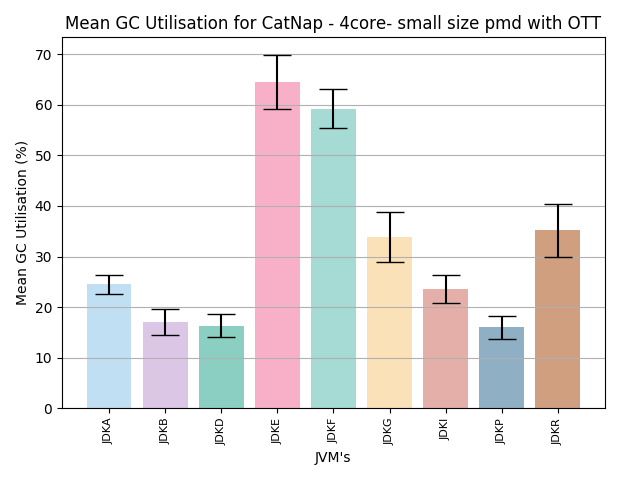 Mean GC Utilisation for CatNap - 4core- small size pmd with OTT
Mean GC Utilisation (%)
70
60
50
40
30
20
10
0
JDKA
JDKB
JDKD
JDKE
JDKF
JDKG
JDKI
JDKP
JDKR
JVM's